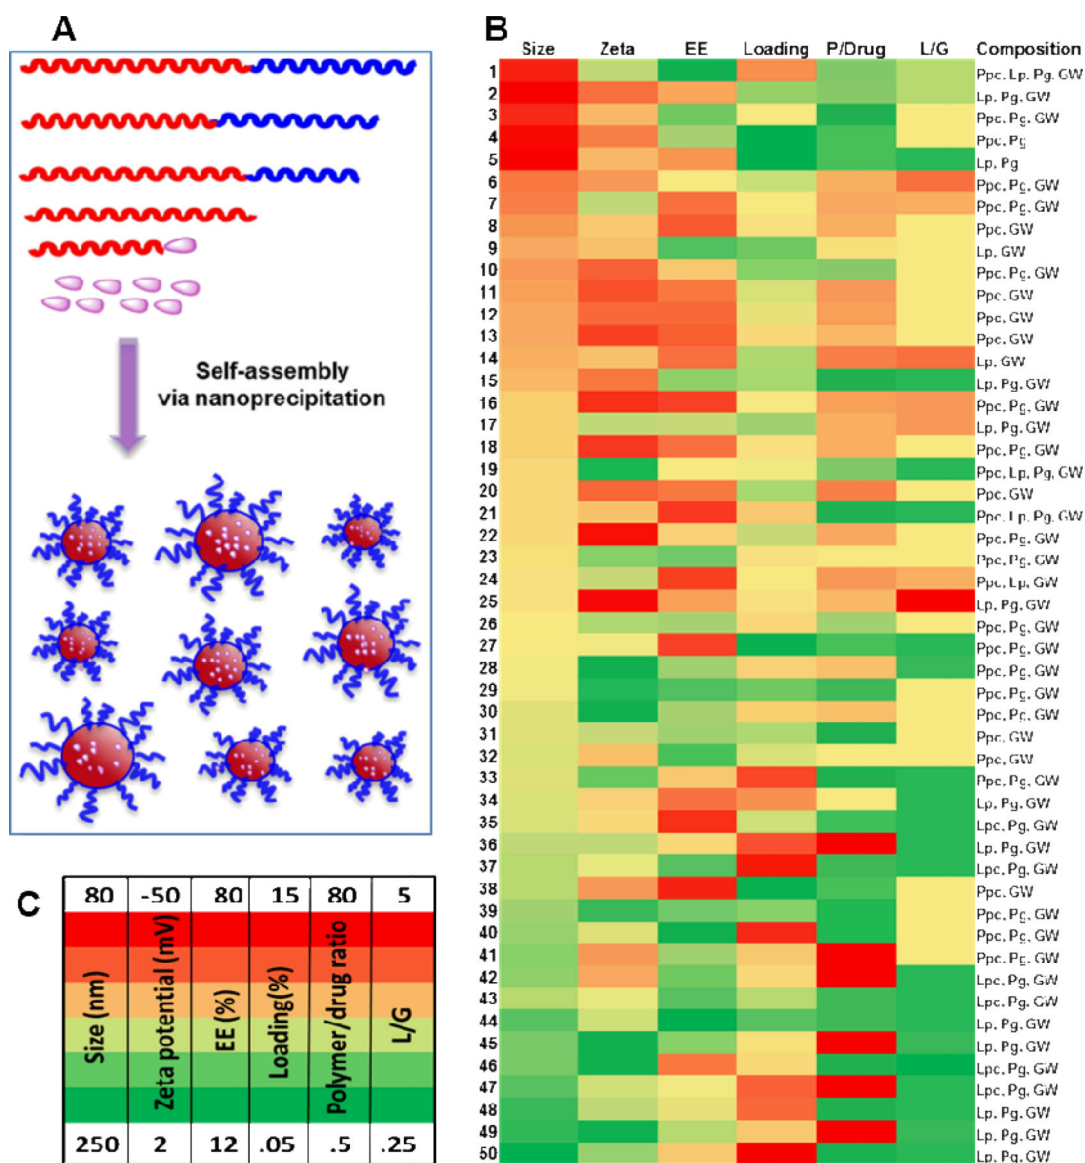 A
Self-assembly
via nanoprecipitation
B
Size Zeta EE Loading P/Drug L/G Composition
1 Ppc, Lp, Pg, GW
2 Lp, Pg, GW
3 Ppc, Pg, GW
4 Ppc, Pg
5 Lp, Pg
6 Ppc, Pg, GW
7 Ppc, Pg, GW
8 Ppc, GW
9 Lp, GW
10 Ppc, Pg, GW
11 Ppc, GW
12 Ppc, GW
13 Ppc, GW
14 Lp, GW
15 Lp, Pg, GW
16 Ppc, Pg, GW
17 Lp, Pg, GW
18 Ppc, Pg, GW
19 Ppc, Lp, Pg, GW
20 Ppc, GW
21 Ppc, Lp, Pg, GW
22 Ppc, Pg, GW
23 Ppc, Pg, GW
24 Ppc, Lp, GW
25 Lp, Pg, GW
26 Ppc, Pg, GW
27 Ppc, Pg, GW
28 Ppc, Pg, GW
29 Ppc, Pg, GW
30 Ppc, Pg, GW
31 Ppc, GW
32 Ppc, GW
33 Ppc, Pg, GW
34 Lp, Pg, GW
35 Lpc, Pg, GW
36 Lp, Pg, GW
37 Lpc, Pg, GW
38 Ppc, GW
39 Ppc, Pg, GW
40 Ppc, Pg, GW
41 Ppc, Pg, GW
42 Lpc, Pg, GW
43 Lpc, Pg, GW
44 Lp, Pg, GW
45 Lp, Pg, GW
46 Lpc, Pg, GW
47 Lpc, Pg, GW
48 Lp, Pg, GW
49 Lp, Pg, GW
50 Lp, Pg, GW
C
80 -50 80 15 80 5
Size (nm)
Zeta potential (mV)
EE (%)
Loading(%)
Polymer/drug ratio
L/G
250 2 12 .05 .5 .25